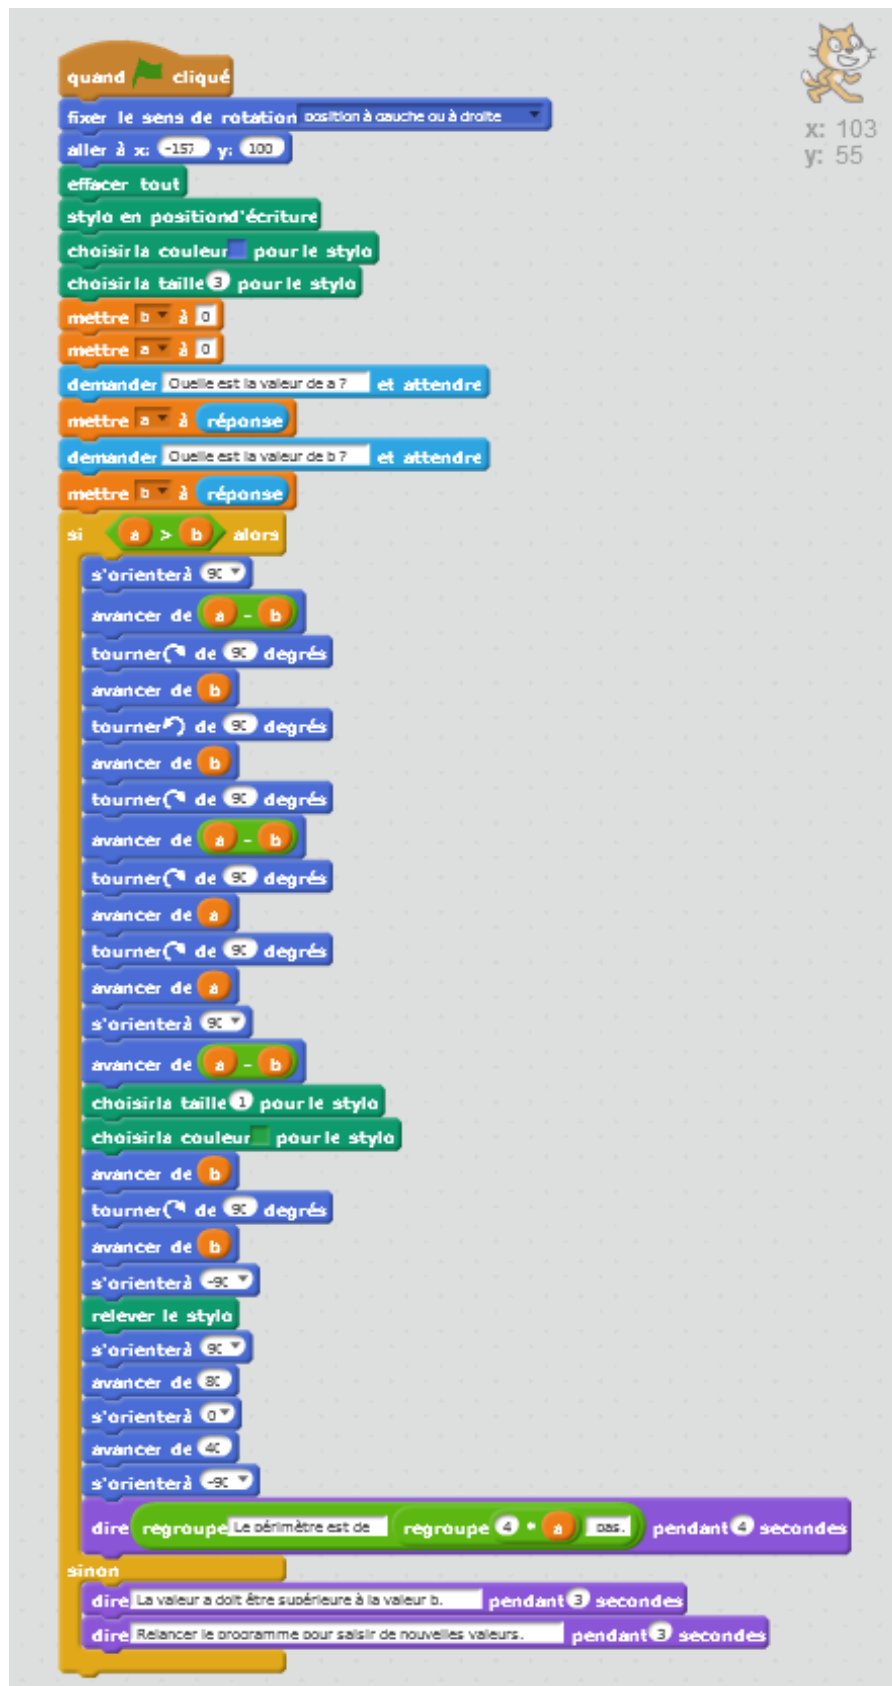 quand cliqué
fixer le sens de rotation position à gauche ou à droite
aller à x: -157 y: 100
x: 103
y: 55
effacer tout
stylo en position d'écriture
choisir la couleur pour le stylo
choisir la taille 3 pour le stylo
mettre b à 0
mettre a à 0
demander Quelle est la valeur de a ? et attendre
mettre a à réponse
demander Quelle est la valeur de b ? et attendre
mettre b à réponse
si a > b alors
s'orienter à 90
avancer de a - b
tourner de 90 degrés
avancer de b
tourner de 90 degrés
avancer de b
tourner de 90 degrés
avancer de a - b
tourner de 90 degrés
avancer de a
tourner de 90 degrés
avancer de a
s'orienter à 90
avancer de a - b
choisir la taille 1 pour le stylo
choisir la couleur pour le stylo
avancer de b
tourner de 90 degrés
avancer de b
s'orienter à -90
relever le stylo
s'orienter à 90
avancer de 80
s'orienter à 0
avancer de 40
s'orienter à -90
dire regroupe Le périmètre est de regroupe 4 * a pas. pendant 4 secondes
sinon
dire La valeur a doit être supérieure à la valeur b. pendant 3 secondes
dire Relancer le programme pour saisir de nouvelles valeurs. pendant 3 secondes